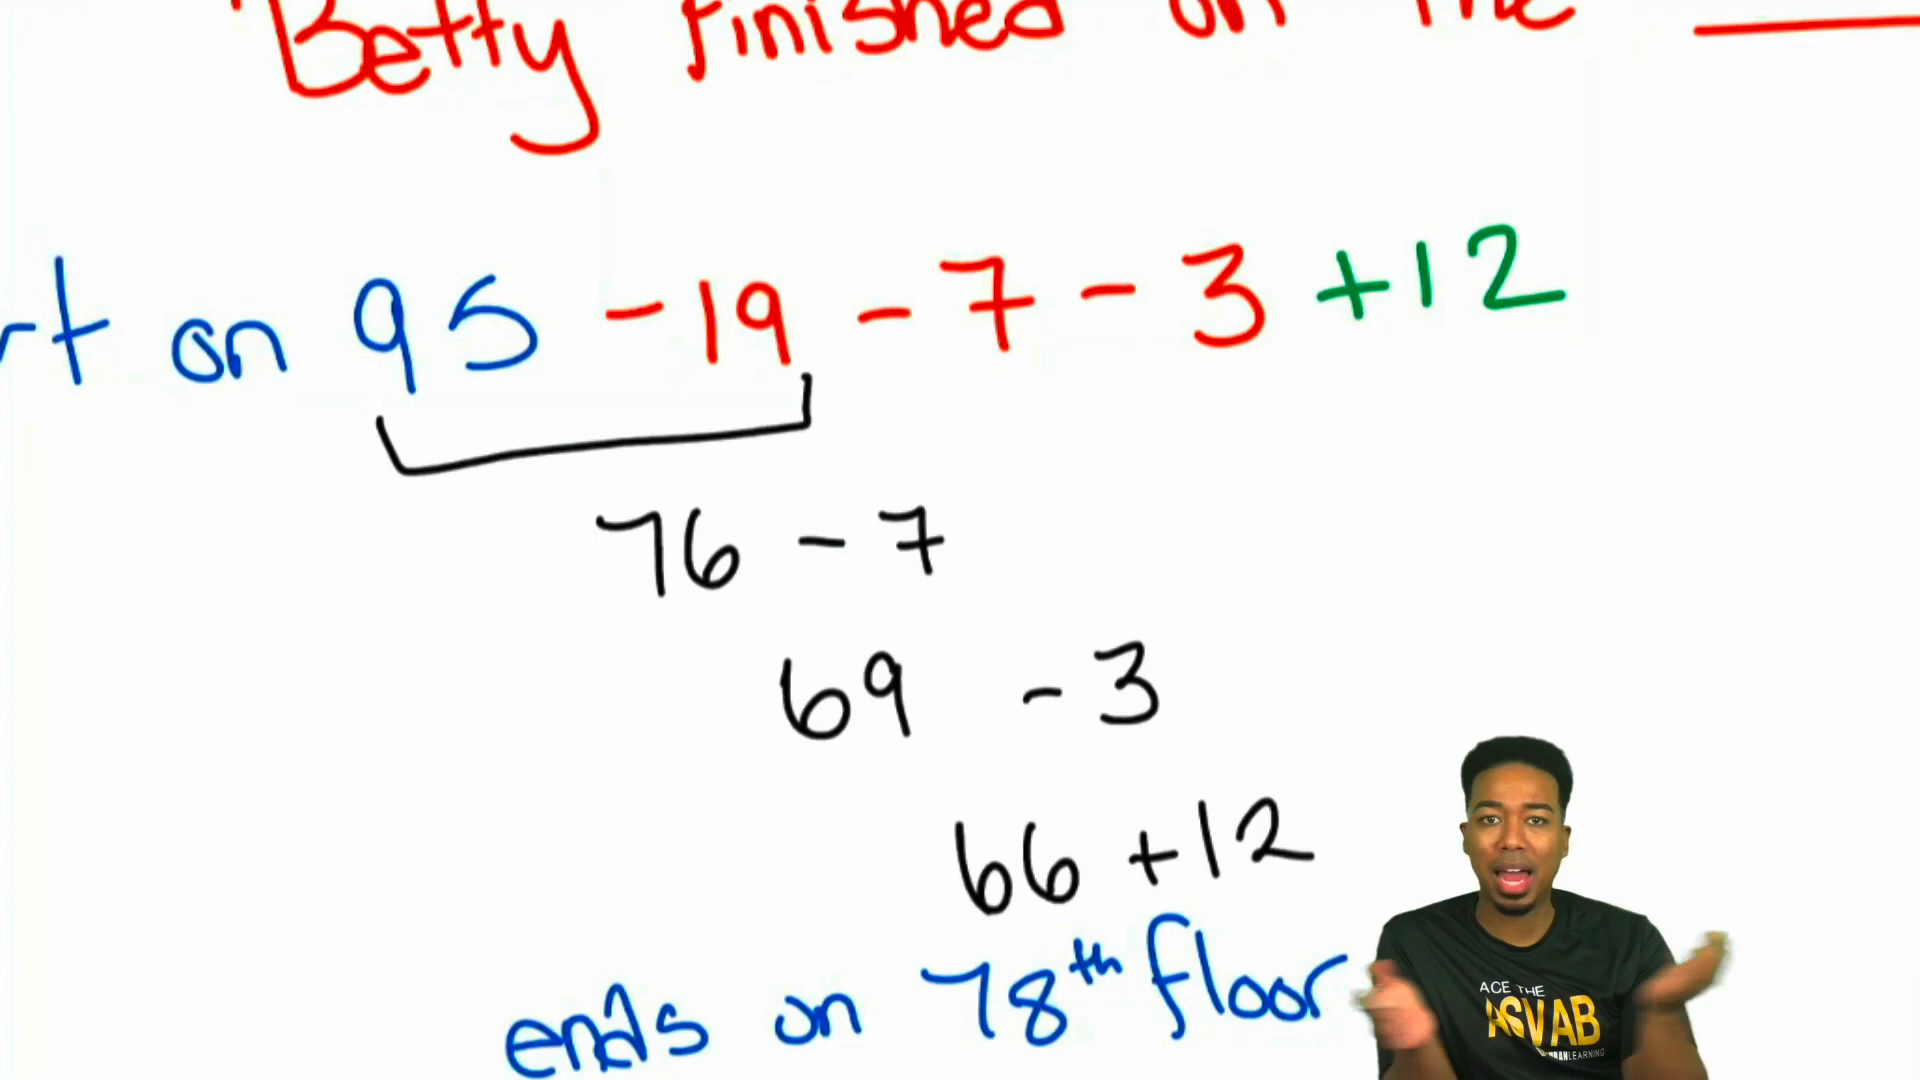 Betty finished on the
rt on 95 - 19 - 7 - 3 + 12
76 - 7
69 - 3
66 + 12
ends on 78th floor
ACE THE
ASVAB
LEARNING